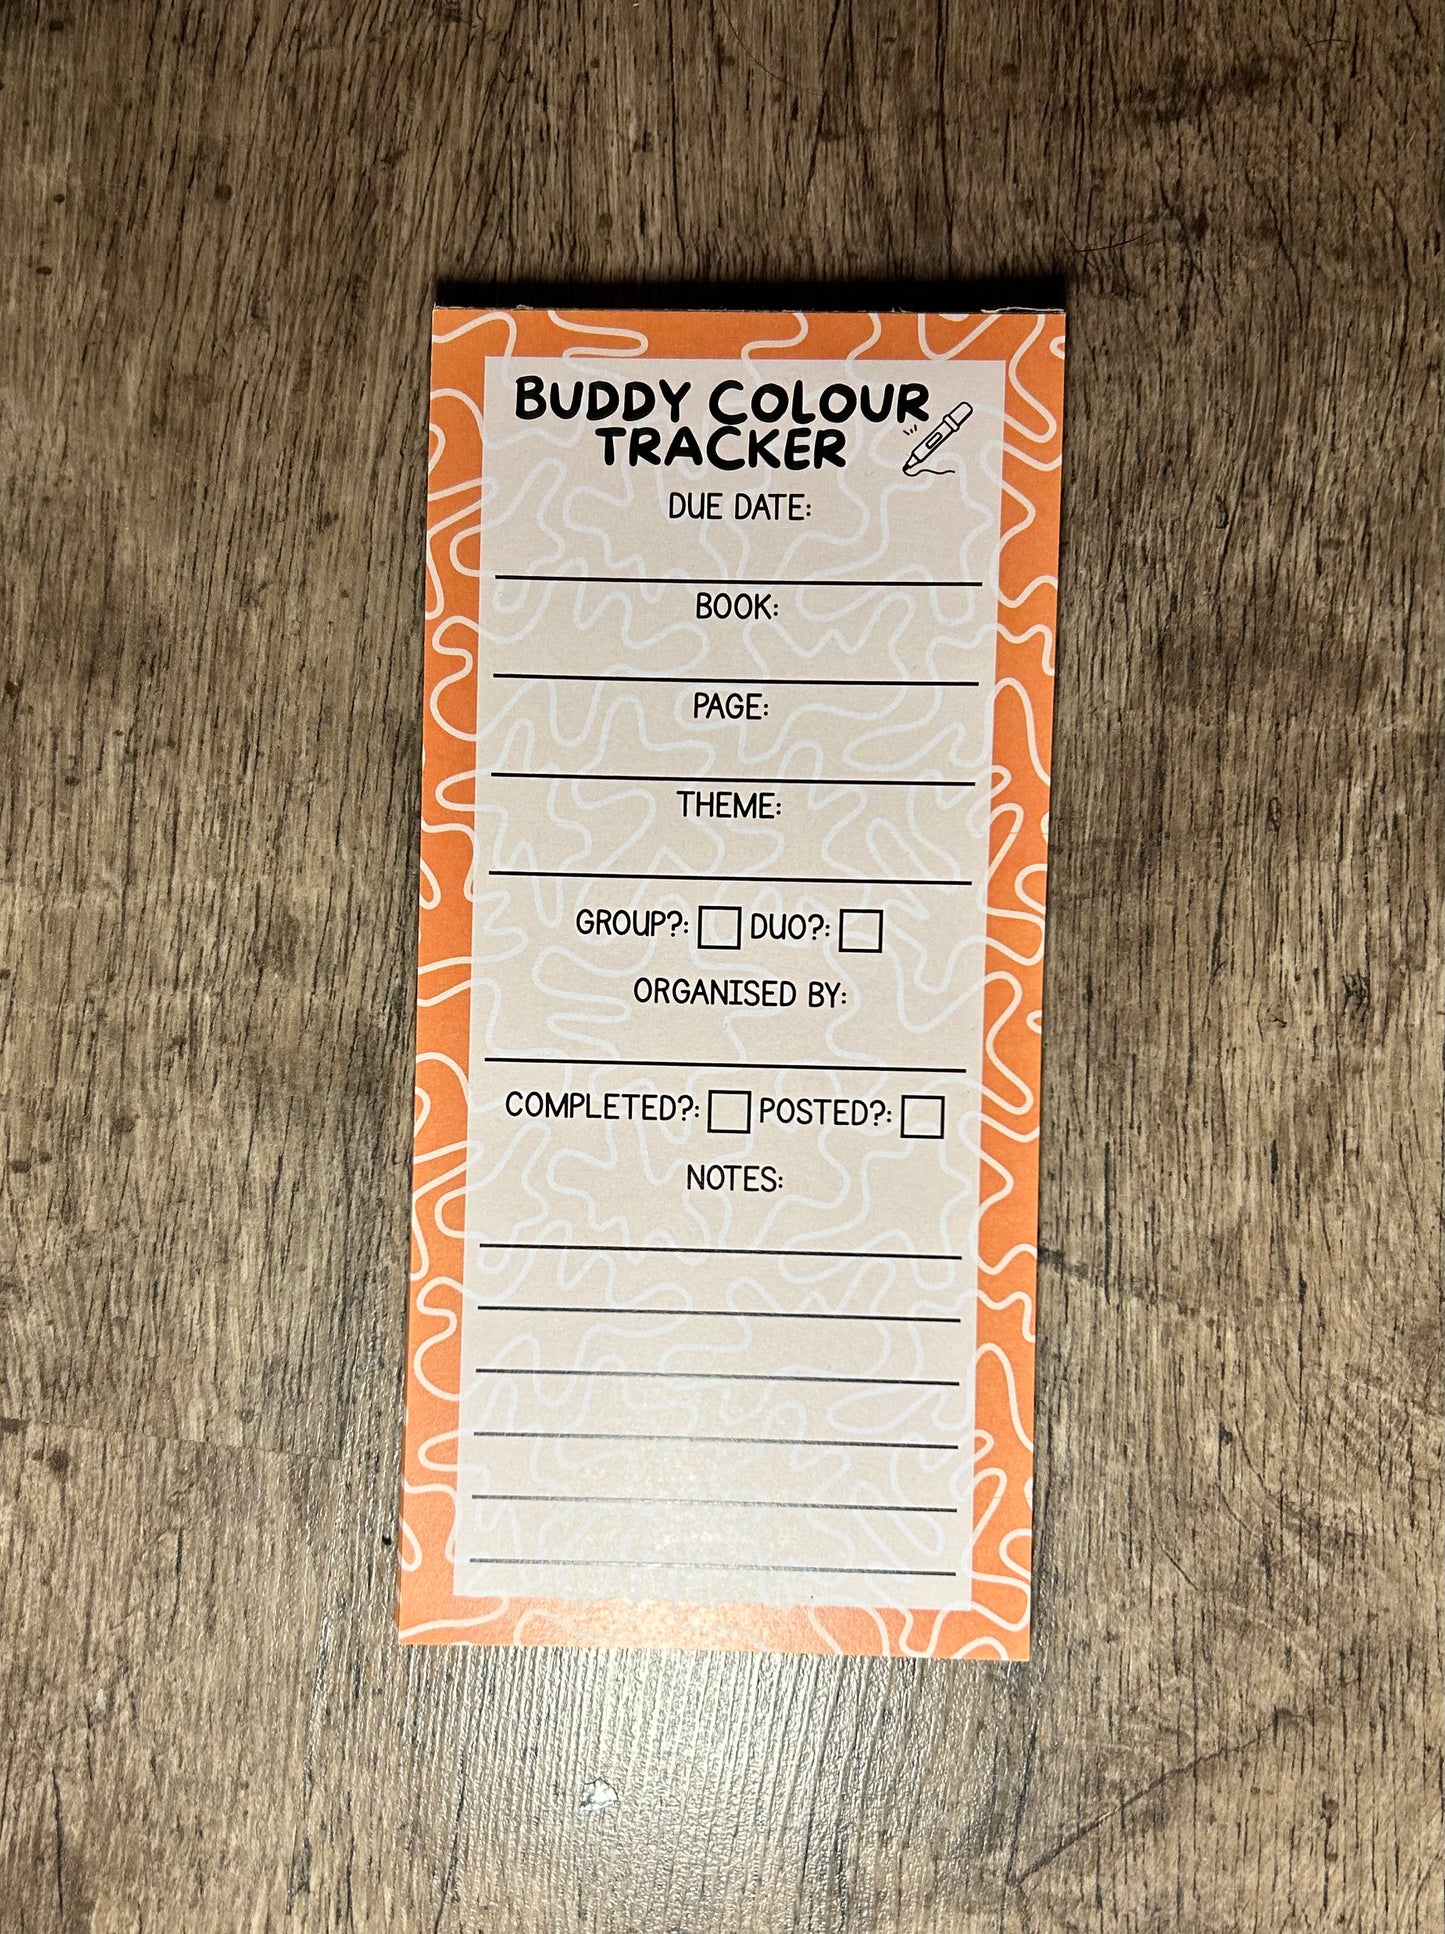 BUDDY COLOUR
TRACKER
DUE DATE:
BOOK:
PAGE:
THEME:
GROUP?: DUO?:
ORGANISED BY:
COMPLETED?: POSTED?:
NOTES: